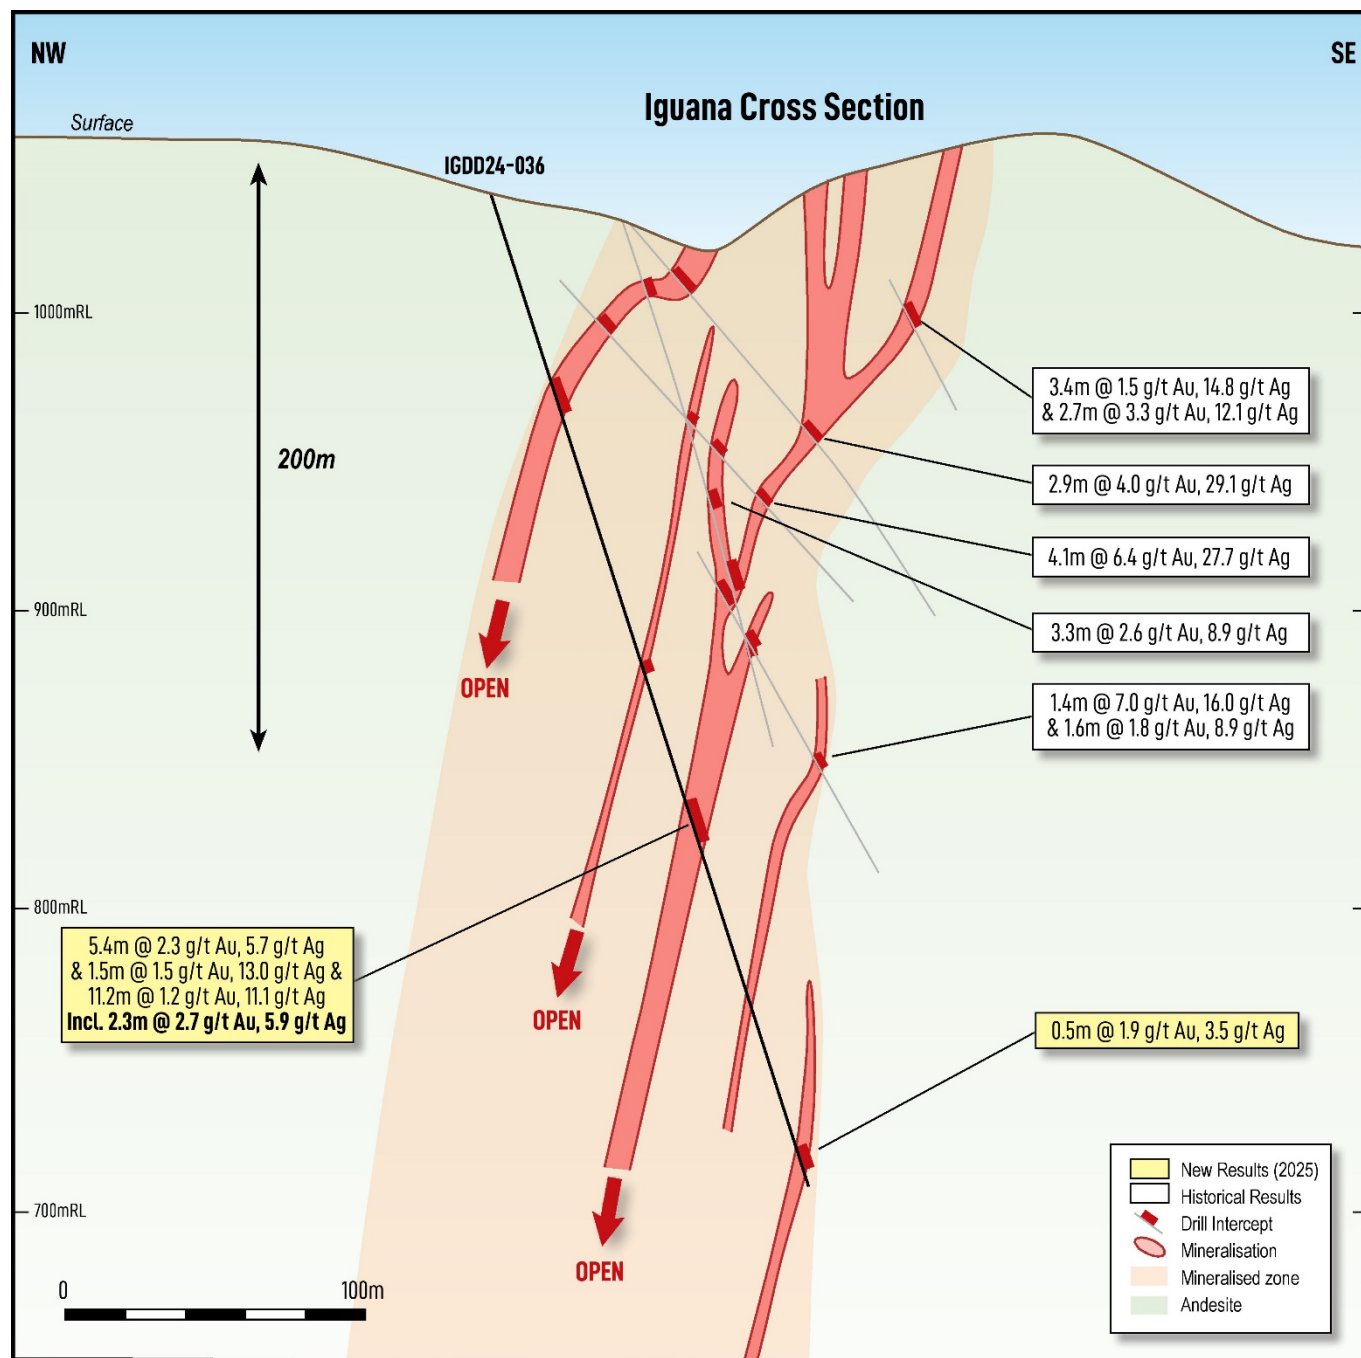 NW
SE
Iguana Cross Section
Surface
IGDD24-036
1000mRL
200m
3.4m @ 1.5 g/t Au, 14.8 g/t Ag
& 2.7m @ 3.3 g/t Au, 12.1 g/t Ag
2.9m @ 4.0 g/t Au, 29.1 g/t Ag
4.1m @ 6.4 g/t Au, 27.7 g/t Ag
900mRL
3.3m @ 2.6 g/t Au, 8.9 g/t Ag
OPEN
1.4m @ 7.0 g/t Au, 16.0 g/t Ag
& 1.6m @ 1.8 g/t Au, 8.9 g/t Ag
800mRL
5.4m @ 2.3 g/t Au, 5.7 g/t Ag
& 1.5m @ 1.5 g/t Au, 13.0 g/t Ag &
11.2m @ 1.2 g/t Au, 11.1 g/t Ag
Incl. 2.3m @ 2.7 g/t Au, 5.9 g/t Ag
OPEN
0.5m @ 1.9 g/t Au, 3.5 g/t Ag
700mRL
OPEN
0
100m
New Results (2025)
Historical Results
Drill Intercept
Mineralisation
Mineralised zone
Andesite